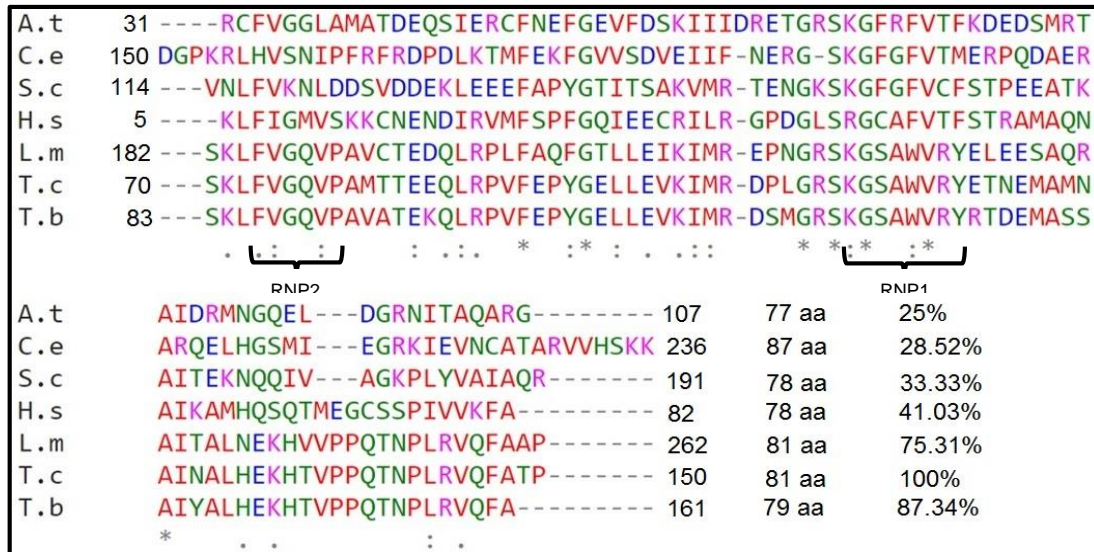 A.t 31 ----RCFVGGLAMATDEQSIERCFNEFGEVFDSKIIIDRETGRSKGFRFVTFKDEDSMRT
C.e 150 DGPKRLHVSNIPFRFRDPDLKTMFEKFGVVSDVEIIF-NERG-SKGFGFVTMERPQDAER
S.c 114 ---VNLFVKNLDDSVDDEKLEEEFAPYGTITSAKVMR-TENGKSKGFGFVCFSTPEEATK
H.s 5 ---KLFIGMVSKKCNENDIRVMFSPFGQIEECRILR-GPDGLSRGCAFVTFSTRAMAQN
L.m 182 ---SKLFVGQVPAVCTEDQLRPLFAQFGTLLEIKIMR-EPNGRSKGSAWVRYELEESAQR
T.c 70 ---SKLFVGQVPAMTTEEQLRPVFEPYGELLEVKIMR-DPLGRSKGSAWVRYETNEMAMN
T.b 83 ---SKLFVGQVPAVATEKQLRPVFEPYGELLEVKIMR-DSMGRSKGSAWVRYRTDEMASS
. .: : : .:. * :* : . .:: * *:* :*
RNP2 RNP1
A.t AIDRMNGQEL---DGRNITAQARG------- 107 77 aa 25%
C.e ARQELHGSMI---EGRKIEVNCATARVVHSKK 236 87 aa 28.52%
S.c AITEKNQQIV---AGKPLYVAIAQR------- 191 78 aa 33.33%
H.s AIKAMHQSQTMEGCSSPIVVKFA--------- 82 78 aa 41.03%
L.m AITALNEKHVVPPQTNPLRVQFAAP------- 262 81 aa 75.31%
T.c AINALHEKHTVPPQTNPLRVQFATP------- 150 81 aa 100%
T.b AIYALHEKHTVPPQTNPLRVQFA--------- 161 79 aa 87.34%
* . . : .